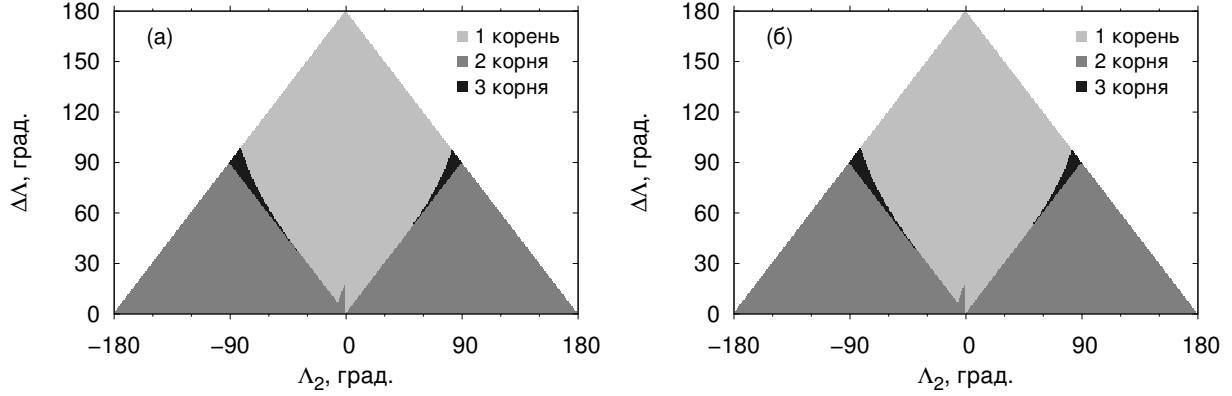 (а)
1 корень
2 корня
3 корня
180
150
120
90
60
30
0
ΔΛ, град.
−180 −90 0 90 180
Λ2, град.
(б)
1 корень
2 корня
3 корня
180
150
120
90
60
30
0
ΔΛ, град.
−180 −90 0 90 180
Λ2, град.